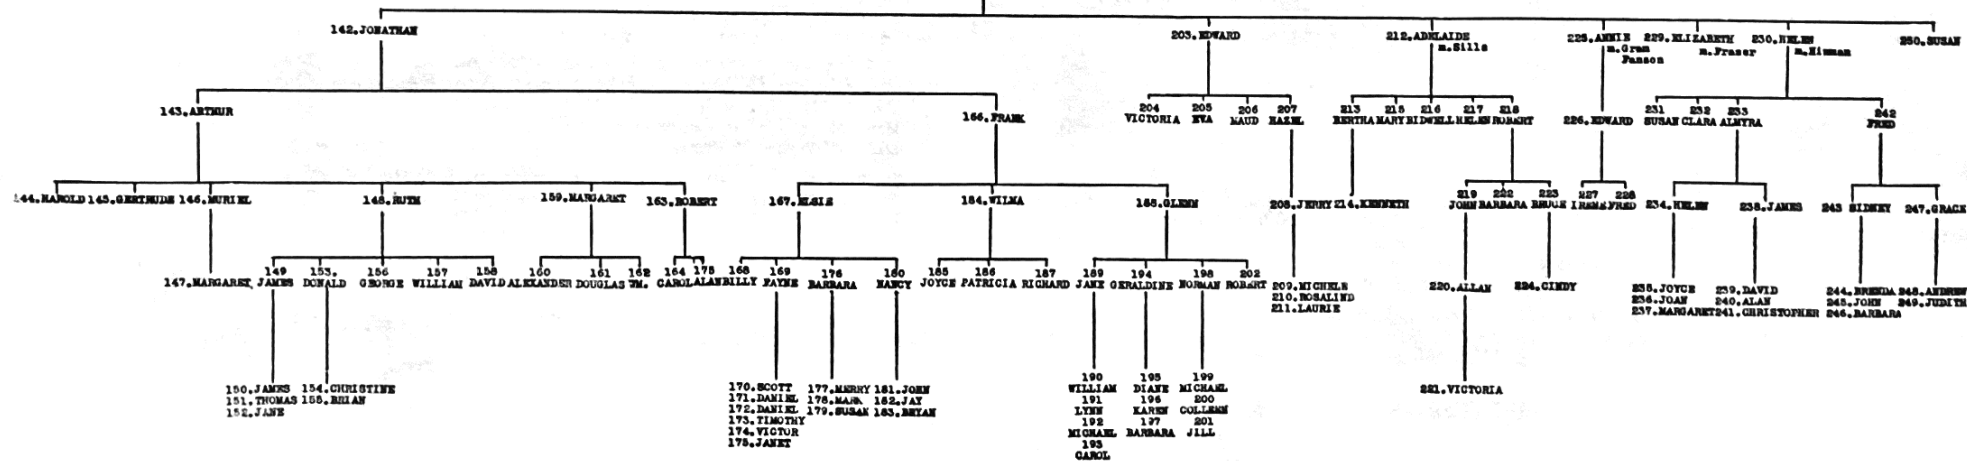 142.JONATHAN 203.EDWARD 212.ADELAIDE 225.ANNIE 229.ELIZABETH 230.HELEN 250.SUSAN
m.Sills m.Gram m.Fraser m.Hinman
Panson
143.ARTHUR 166.FRANK 204 205 206 207 213 215 216 217 218 226.EDWARD 231 232 233 242
VICTORIA EVA MAUD HAZEL BERTHA MARY BIDWELL HELEN ROBERT SUSAN CLARA ALMYRA FRED
144.HAROLD 145.GERTRUDE 146.MURIEL 148.RUTH 159.MARGARET 163.ROBERT 167.ELSIE 184.WILMA 188.GLENN 208.JERRY 214.KENNETH 219 222 223 227 228 234.HELEN 238.JAMES 243 SIDNEY 247.GRACE
JOHN BARBARA BRUCE IRENE FRED
149 153. 156 157 158 160 161 162 164 175 168 169 176 180 185 186 187 189 194 198 202
147.MARGARET JAMES DONALD GEORGE WILLIAM DAVID ALEXANDER DOUGLAS WM. CAROL ALAN BILLY FAYNE BARBARA NANCY JOYCE PATRICIA RICHARD JANE GERALDINE NORMAN ROBERT
209.MICHELE 220.ALLAN 224.CINDY 235.JOYCE 239.DAVID 244.BRENDA 248.ANDREW
210.ROSALIND 236.JOAN 240.ALAN 245.JOHN 249.JUDITH
211.LAURIE 237.MARGARET 241.CHRISTOPHER 246.BARBARA
150.JAMES 154.CHRISTINE 170.SCOTT 177.MERRY 181.JOHN 190 195 199 221.VICTORIA
151.THOMAS 155.BRIAN 171.DANIEL 178.MARK 182.JAY WILLIAM DIANE MICHAEL
152.JANE 172.DANIEL 179.SUSAN 183.BRYAN 191 196 200
173.TIMOTHY LYNN KAREN COLLEEN
174.VICTOR 192 197 201
175.JANET MICHAEL BARBARA JILL
193
CAROL